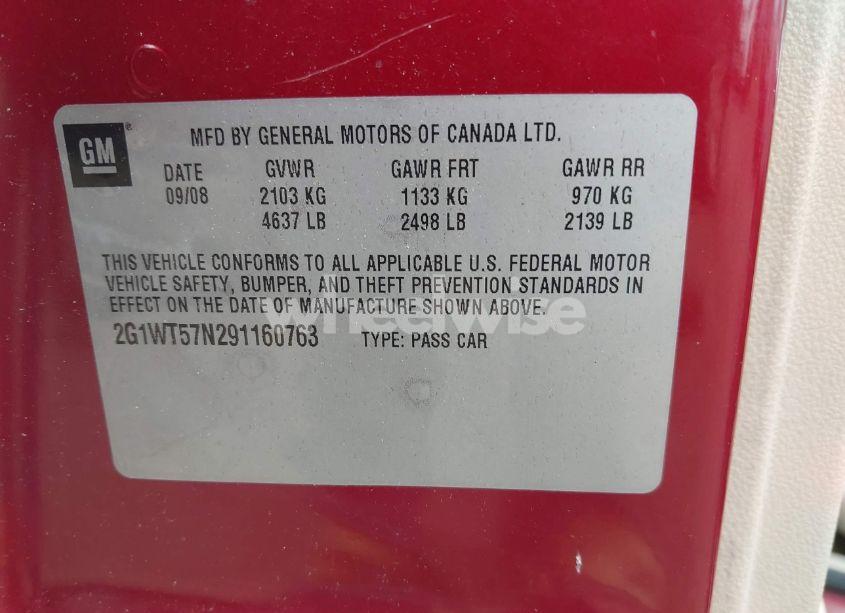 GM
MFD BY GENERAL MOTORS OF CANADA LTD.
DATE GVWR GAWR FRT GAWR RR
09/08 2103 KG 1133 KG 970 KG
4637 LB 2498 LB 2139 LB
THIS VEHICLE CONFORMS TO ALL APPLICABLE U.S. FEDERAL MOTOR
VEHICLE SAFETY, BUMPER, AND THEFT PREVENTION STANDARDS IN
EFFECT ON THE DATE OF MANUFACTURE SHOWN ABOVE.
wheelwise
2G1WT57N291160763 TYPE: PASS CAR